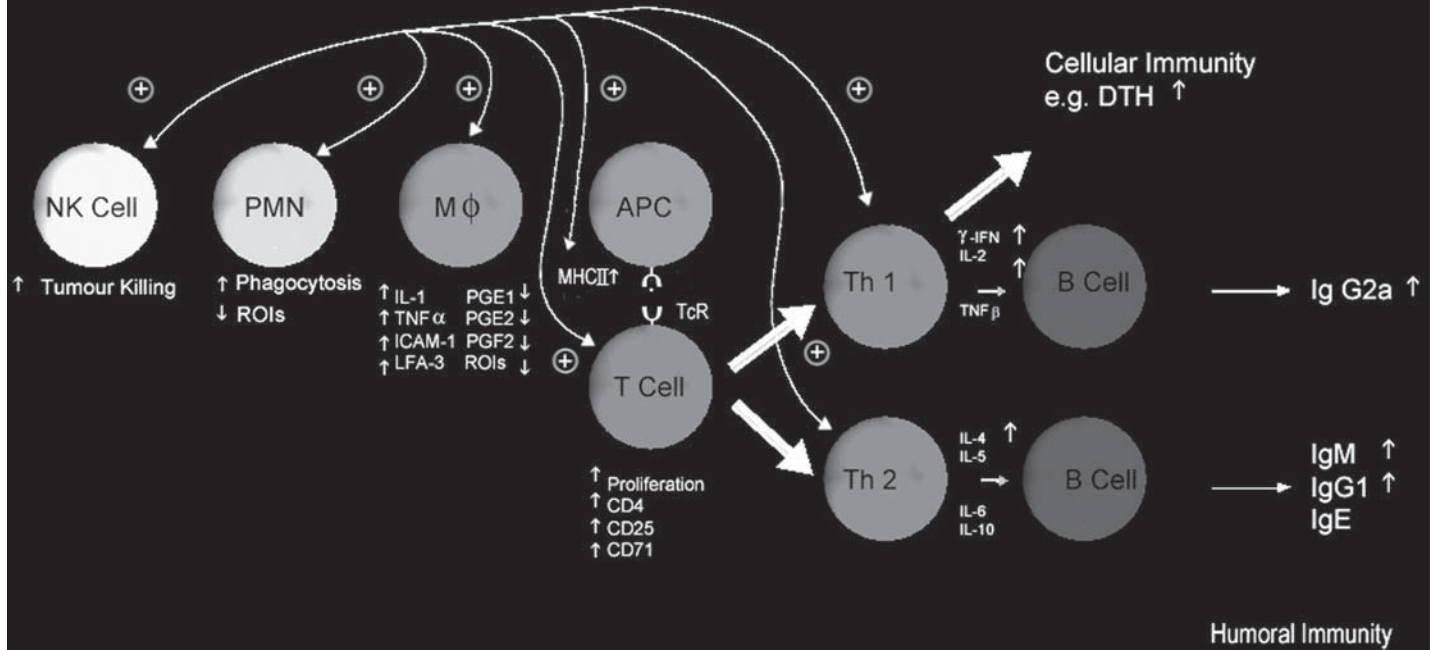 Cellular Immunity
e.g. DTH ↑
NK Cell
PMN
M ϕ
APC
↑ Tumour Killing
↑ Phagocytosis
↓ ROIs
↑ IL-1 PGE1 ↓
↑ TNF α PGE2 ↓
↑ ICAM-1 PGF2 ↓
↑ LFA-3 ROIs ↓
MHCII↑
TcR
T Cell
↑ Proliferation
↑ CD4
↑ CD25
↑ CD71
Th 1
γ-IFN ↑
IL-2 ↑
TNF β
B Cell
Ig G2a ↑
Th 2
IL-4 ↑
IL-5
IL-6
IL-10
B Cell
IgM ↑
IgG1 ↑
IgE
Humoral Immunity